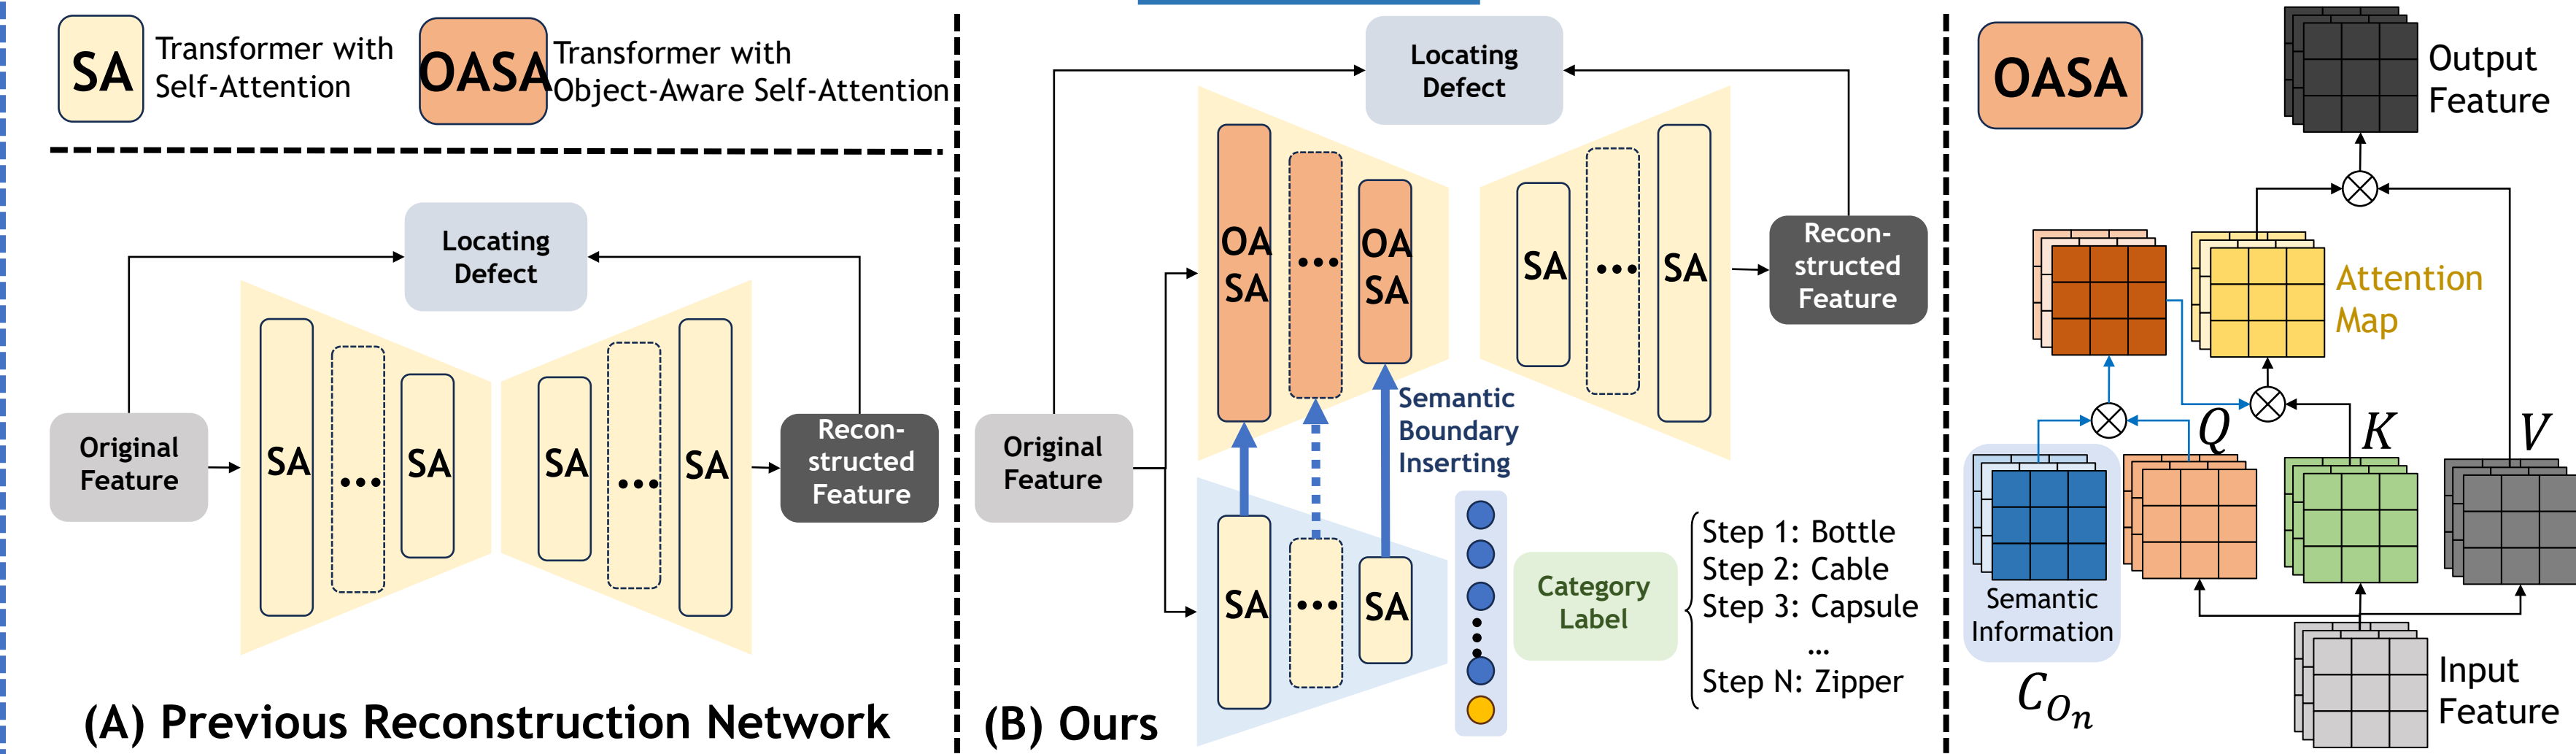 SA
Transformer with
Self-Attention
OASA
Transformer with
Object-Aware Self-Attention
Locating
Defect
Original
Feature
SA
...
SA
SA
...
SA
Recon-
structed
Feature
(A) Previous Reconstruction Network
Locating
Defect
Original
Feature
OA
SA
...
OA
SA
SA
...
SA
Recon-
structed
Feature
Semantic
Boundary
Inserting
SA
...
SA
Category
Label
Step 1: Bottle
Step 2: Cable
Step 3: Capsule
...
Step N: Zipper
(B) Ours
OASA
Output
Feature
Attention
Map
Q
K
V
Semantic
Information
C_{O_n}
Input
Feature